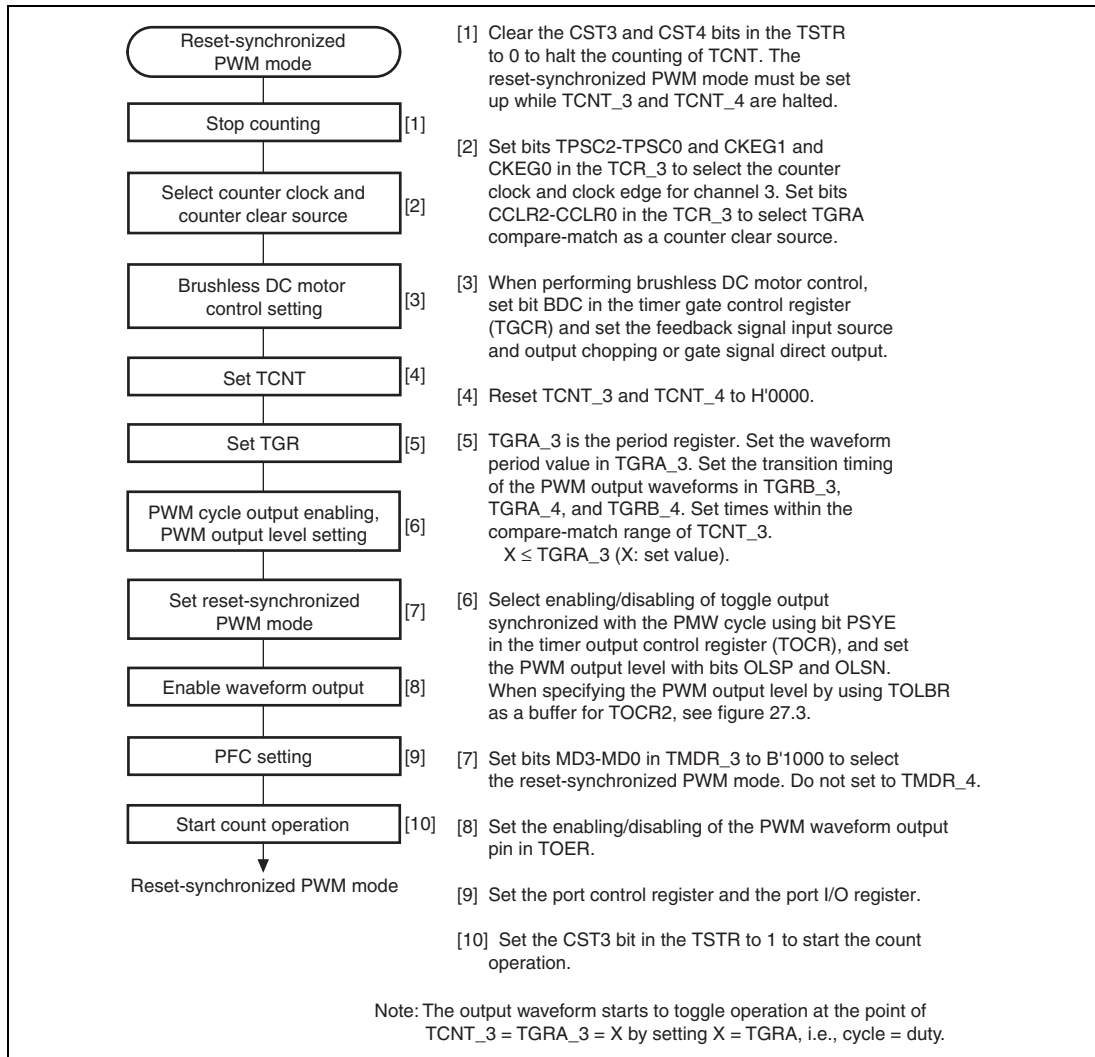 Reset-synchronized
PWM mode
Stop counting [1]
Select counter clock and
counter clear source [2]
Brushless DC motor
control setting [3]
Set TCNT [4]
Set TGR [5]
PWM cycle output enabling,
PWM output level setting [6]
Set reset-synchronized
PWM mode [7]
Enable waveform output [8]
PFC setting [9]
Start count operation [10]
Reset-synchronized PWM mode
[1] Clear the CST3 and CST4 bits in the TSTR
to 0 to halt the counting of TCNT. The
reset-synchronized PWM mode must be set
up while TCNT_3 and TCNT_4 are halted.
[2] Set bits TPSC2-TPSC0 and CKEG1 and
CKEG0 in the TCR_3 to select the counter
clock and clock edge for channel 3. Set bits
CCLR2-CCLR0 in the TCR_3 to select TGRA
compare-match as a counter clear source.
[3] When performing brushless DC motor control,
set bit BDC in the timer gate control register
(TGCR) and set the feedback signal input source
and output chopping or gate signal direct output.
[4] Reset TCNT_3 and TCNT_4 to H'0000.
[5] TGRA_3 is the period register. Set the waveform
period value in TGRA_3. Set the transition timing
of the PWM output waveforms in TGRB_3,
TGRA_4, and TGRB_4. Set times within the
compare-match range of TCNT_3.
X ≤ TGRA_3 (X: set value).
[6] Select enabling/disabling of toggle output
synchronized with the PMW cycle using bit PSYE
in the timer output control register (TOCR), and set
the PWM output level with bits OLSP and OLSN.
When specifying the PWM output level by using TOLBR
as a buffer for TOCR2, see figure 27.3.
[7] Set bits MD3-MD0 in TMDR_3 to B'1000 to select
the reset-synchronized PWM mode. Do not set to TMDR_4.
[8] Set the enabling/disabling of the PWM waveform output
pin in TOER.
[9] Set the port control register and the port I/O register.
[10] Set the CST3 bit in the TSTR to 1 to start the count
operation.
Note: The output waveform starts to toggle operation at the point of
TCNT_3 = TGRA_3 = X by setting X = TGRA, i.e., cycle = duty.